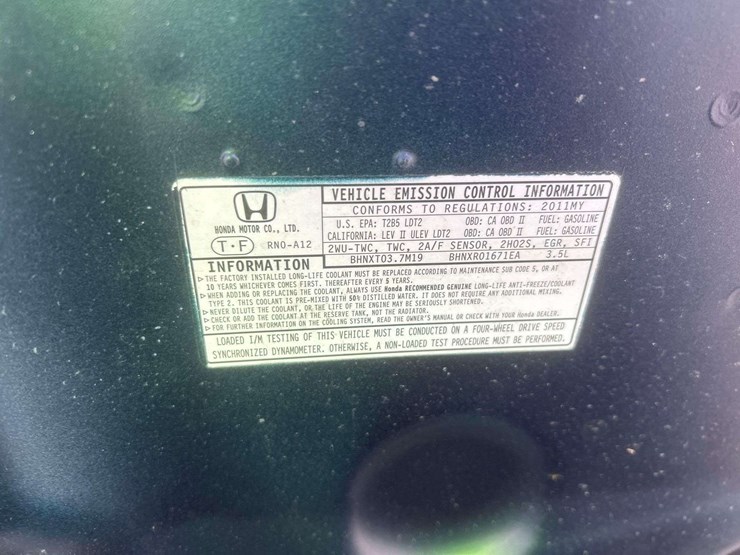 VEHICLE EMISSION CONTROL INFORMATION
CONFORMS TO REGULATIONS: 2011MY
U.S. EPA: T2B5 LDT2 OBD: CA OBD II FUEL: GASOLINE
CALIFORNIA: LEV II ULEV LDT2 OBD: CA OBD II FUEL: GASOLINE
2WU-TWC, TWC, 2A/F SENSOR, 2HO2S, EGR, SFI
BHNXT03.7M19 BHNXR0167IEA 3.5L
HONDA MOTOR CO., LTD.
T·F RNO-A12
INFORMATION
▷THE FACTORY INSTALLED LONG-LIFE COOLANT MUST BE REPLACED ACCORDING TO MAINTENANCE SUB CODE 5, OR AT
10 YEARS WHICHEVER COMES FIRST. THEREAFTER EVERY 5 YEARS.
▷WHEN ADDING OR REPLACING THE COOLANT, ALWAYS USE Honda RECOMMENDED GENUINE LONG-LIFE ANTI-FREEZE/COOLANT
TYPE 2. THIS COOLANT IS PRE-MIXED WITH 50% DISTILLED WATER. IT DOES NOT REQUIRE ANY ADDITIONAL MIXING.
▷NEVER DILUTE THE COOLANT, OR THE LIFE OF THE ENGINE MAY BE SERIOUSLY SHORTENED.
▷CHECK OR ADD THE COOLANT AT THE RESERVE TANK, NOT THE RADIATOR.
▷FOR FURTHER INFORMATION ON THE COOLING SYSTEM, READ THE OWNER'S MANUAL OR CHECK WITH YOUR Honda DEALER.
LOADED I/M TESTING OF THIS VEHICLE MUST BE CONDUCTED ON A FOUR-WHEEL DRIVE SPEED
SYNCHRONIZED DYNAMOMETER. OTHERWISE, A NON-LOADED TEST PROCEDURE MUST BE PERFORMED.